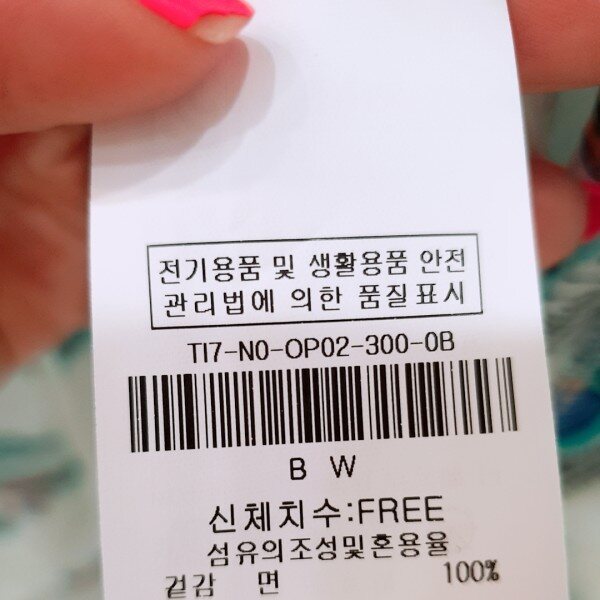 전기용품 및 생활용품 안전
관리법에 의한 품질표시
TI7-N0-OP02-300-0B
B W
신체치수:FREE
섬유의조성및혼용율
겉감 면 100%